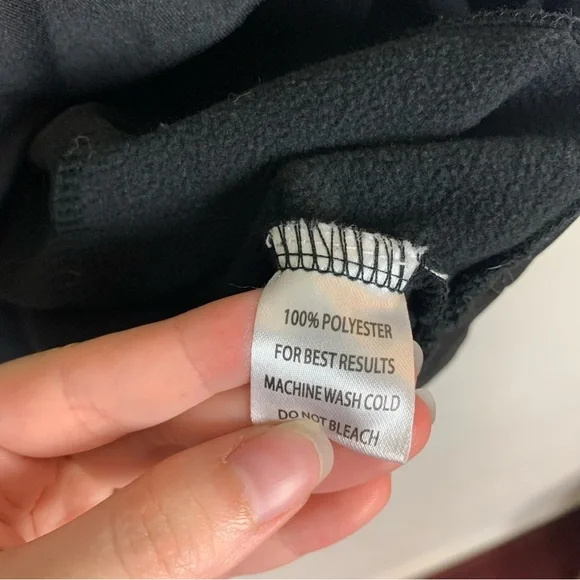 100% POLYESTER
FOR BEST RESULTS
MACHINE WASH COLD
DO NOT BLEACH